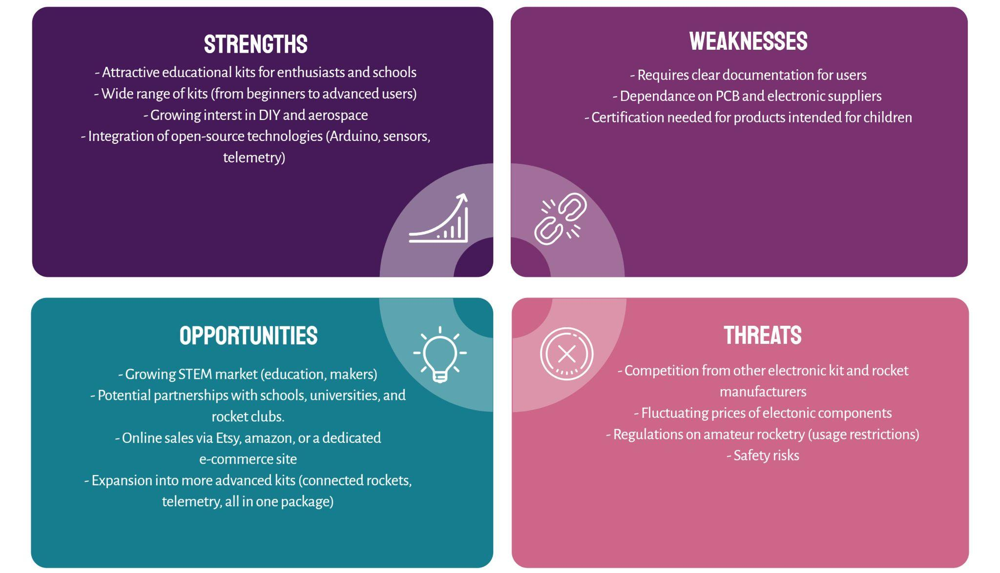 STRENGTHS
- Attractive educational kits for enthusiasts and schools
- Wide range of kits (from beginners to advanced users)
- Growing interst in DIY and aerospace
- Integration of open-source technologies (Arduino, sensors,
telemetry)
WEAKNESSES
- Requires clear documentation for users
- Dependance on PCB and electronic suppliers
- Certification needed for products intended for children
OPPORTUNITIES
- Growing STEM market (education, makers)
- Potential partnerships with schools, universities, and
rocket clubs.
- Online sales via Etsy, amazon, or a dedicated
e-commerce site
- Expansion into more advanced kits (connected rockets,
telemetry, all in one package)
THREATS
- Competition from other electronic kit and rocket
manufacturers
- Fluctuating prices of electonic components
- Regulations on amateur rocketry (usage restrictions)
- Safety risks